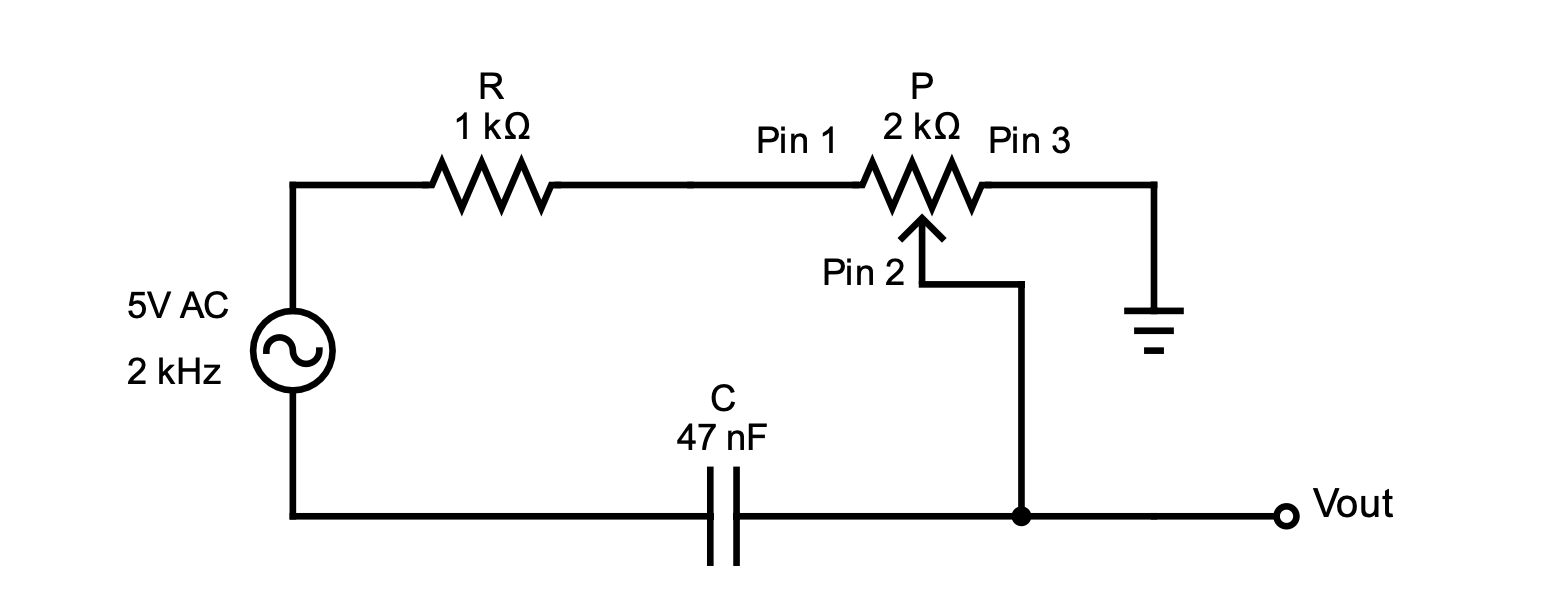 R
1 kΩ
P
2 kΩ
Pin 1
Pin 3
Pin 2
5V AC
2 kHz
C
47 nF
Vout